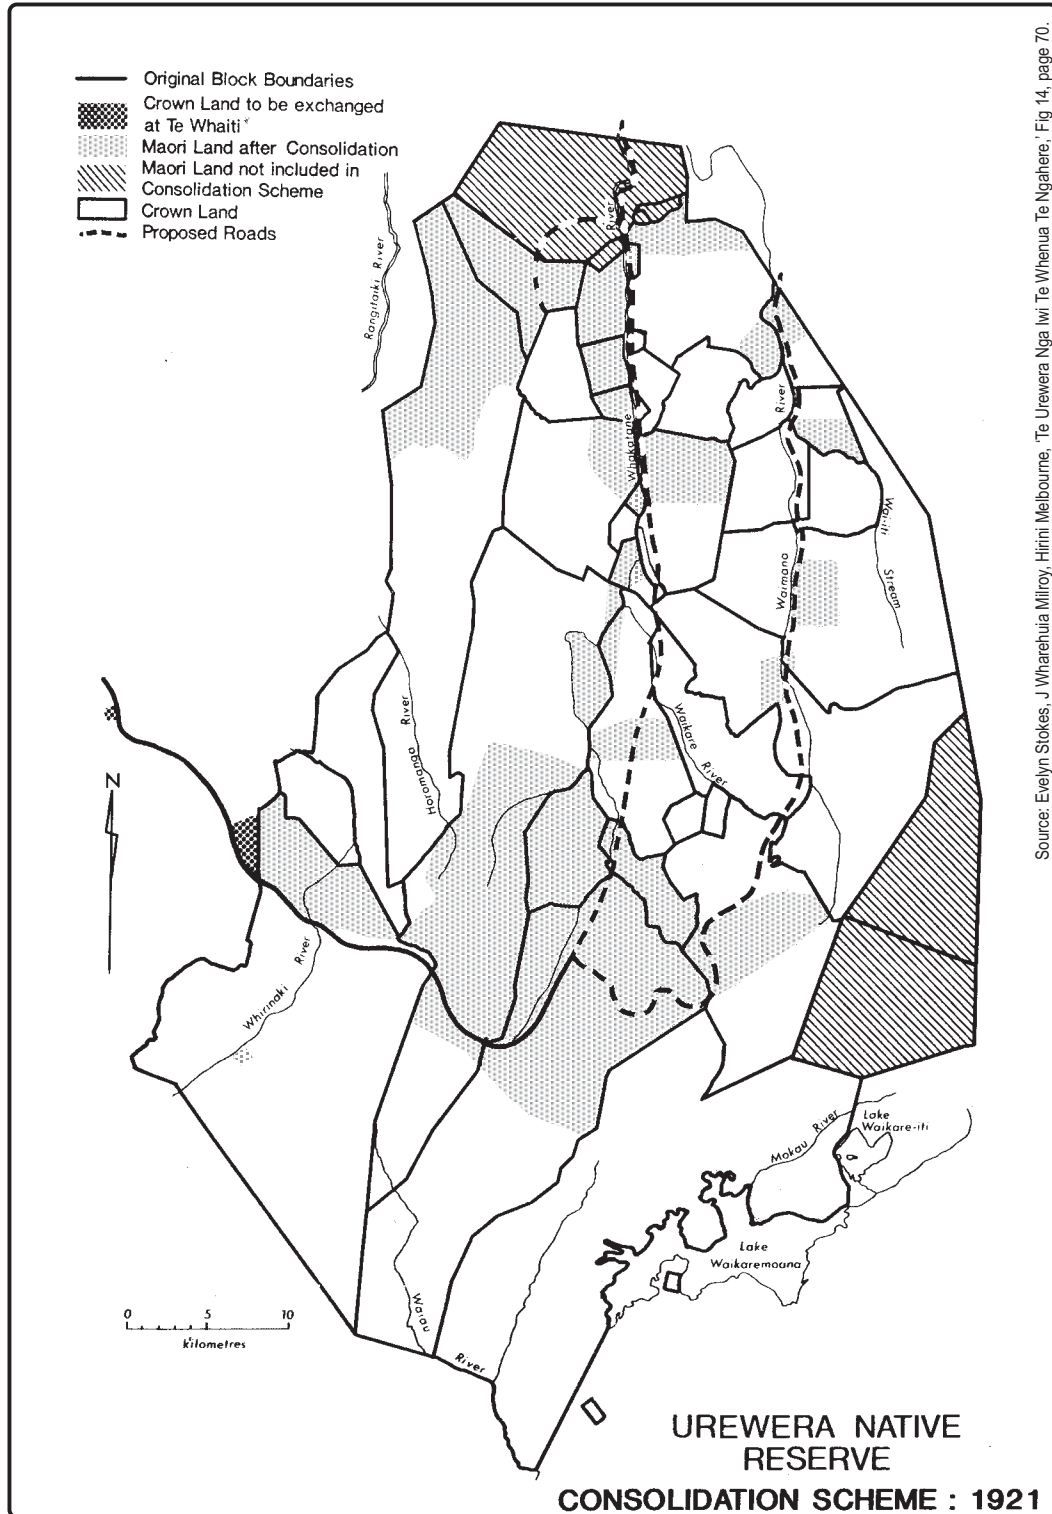 Original Block Boundaries
Crown Land to be exchanged
at Te Whaiti
Maori Land after Consolidation
Maori Land not included in
Consolidation Scheme
Crown Land
Proposed Roads
Rangitaiki River
River
Whakatane
River
Waimana
Wai-iti
Stream
Waikare
River
River
Horomanga
N
River
Whirinaki
Mokau River
Lake
Waikare-iti
Lake
Waikaremoana
Waiau
River
0 5 10
kilometres
UREWERA NATIVE
RESERVE
CONSOLIDATION SCHEME : 1921
Source: Evelyn Stokes, J Wharehuia Milroy, Hirini Melbourne, 'Te Urewera Nga Iwi Te Whenua Te Ngahere,' Fig 14, page 70.